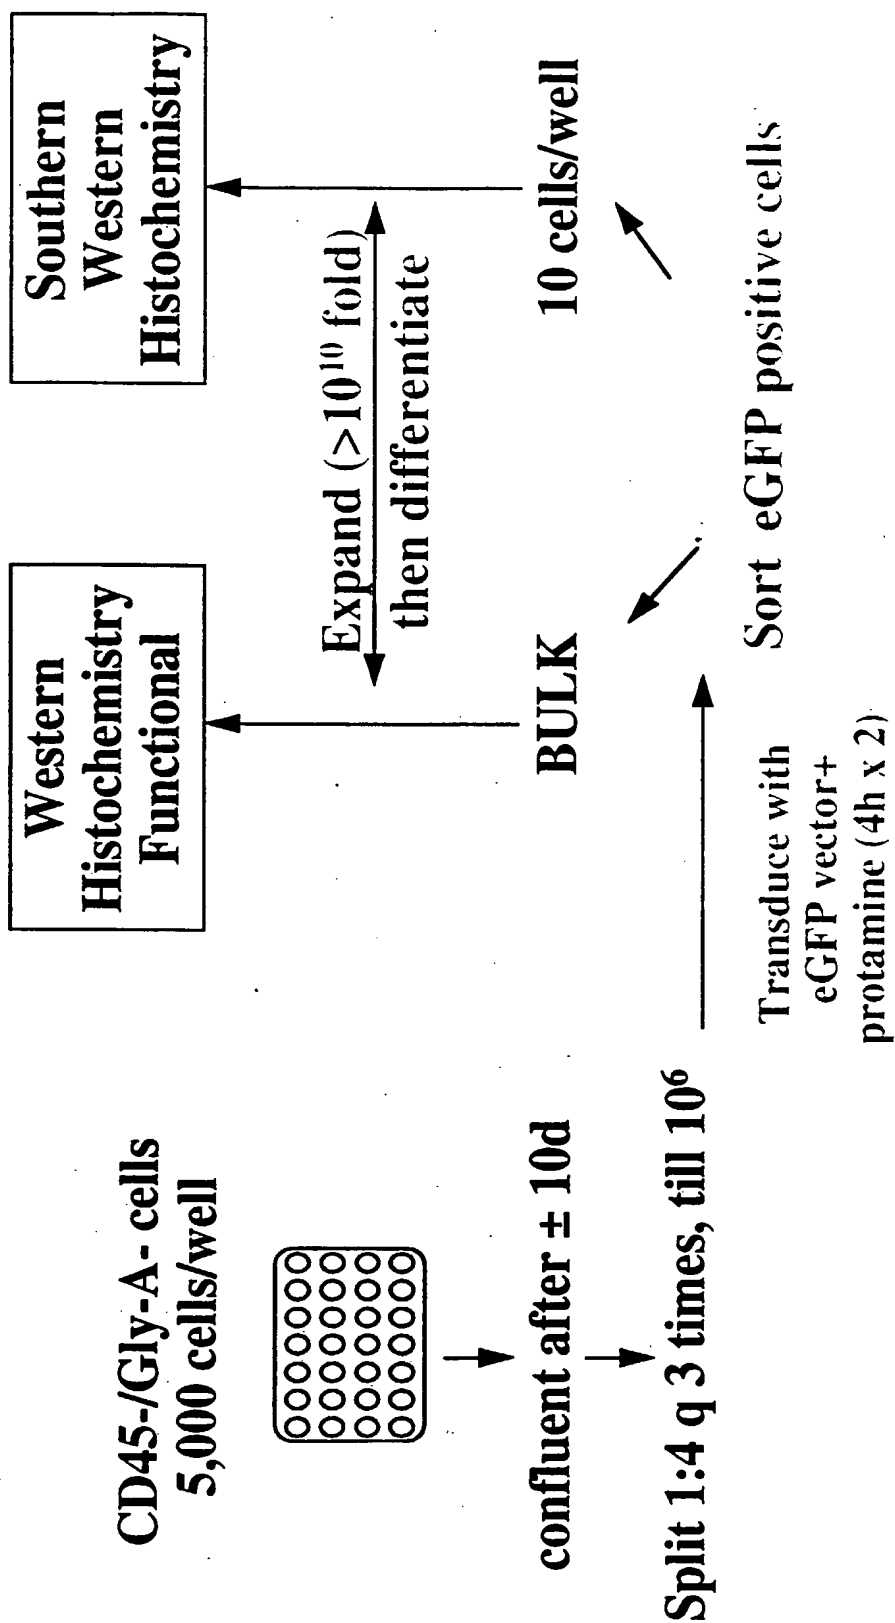 CD45-/Gly-A- cells
5,000 cells/well
confluent after ± 10d
Split 1:4 q 3 times, till 10⁶
Transduce with
eGFP vector+
protamine (4h x 2)
Sort eGFP positive cells
BULK
10 cells/well
Expand (>10¹⁰ fold)
then differentiate
Western
Histochemistry
Functional
Southern
Western
Histochemistry